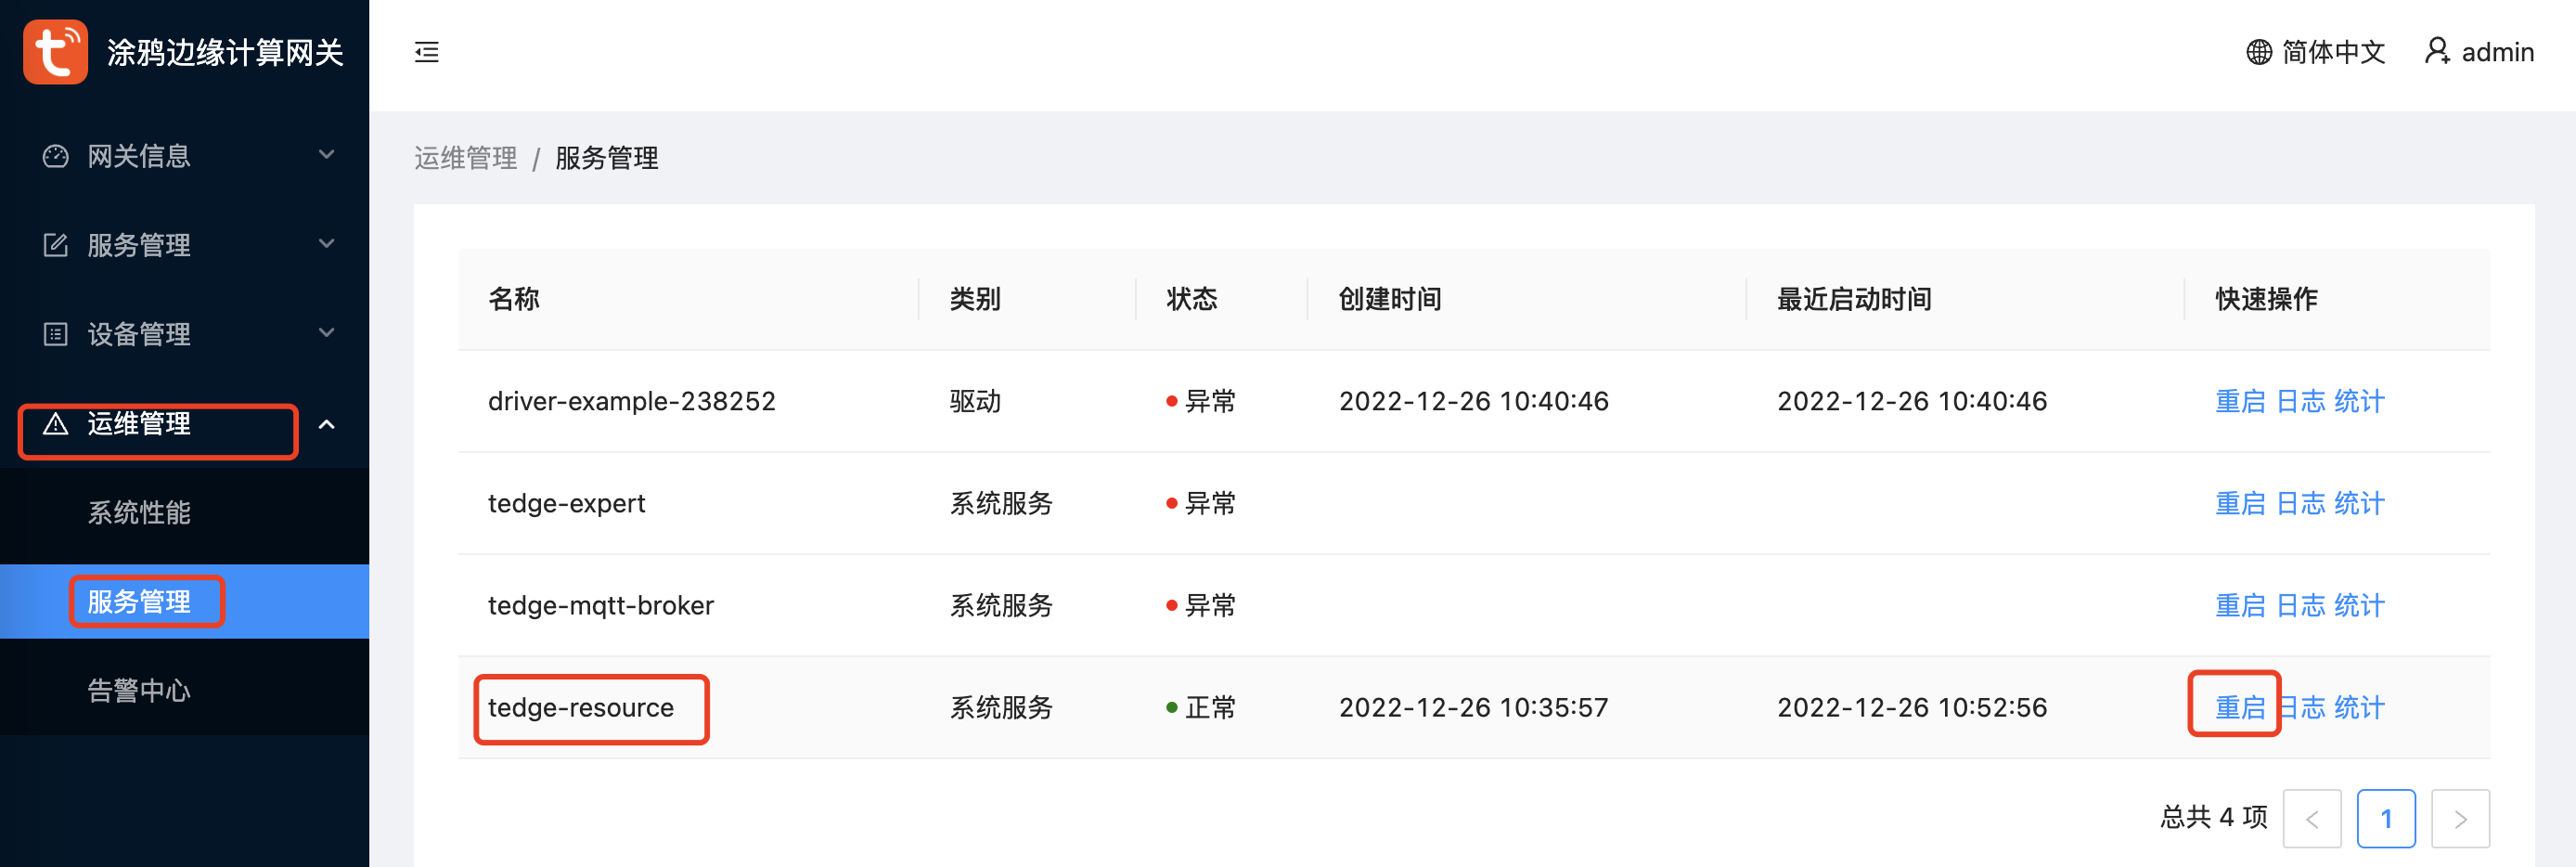 涂鸦边缘计算网关
简体中文 admin
网关信息
服务管理
设备管理
运维管理
系统性能
服务管理
告警中心
运维管理 / 服务管理
名称 类别 状态 创建时间 最近启动时间 快速操作
driver-example-238252 驱动 异常 2022-12-26 10:40:46 2022-12-26 10:40:46 重启 日志 统计
tedge-expert 系统服务 异常 重启 日志 统计
tedge-mqtt-broker 系统服务 异常 重启 日志 统计
tedge-resource 系统服务 正常 2022-12-26 10:35:57 2022-12-26 10:52:56 重启 日志 统计
总共 4 项 < 1 >